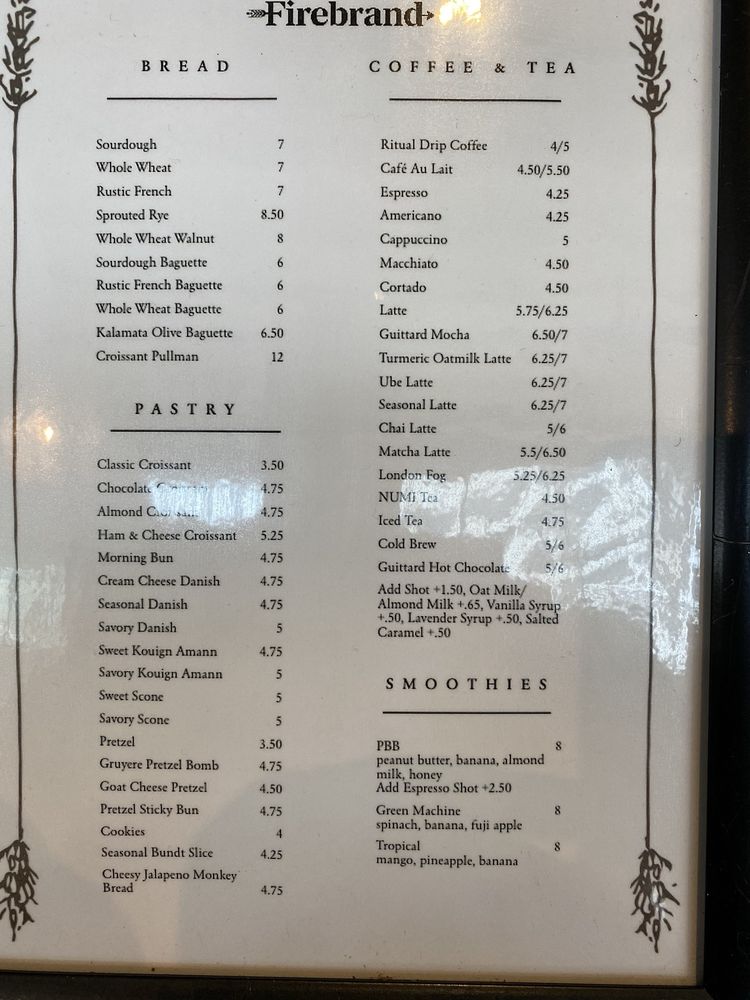 Firebrand
BREAD
Sourdough 7
Whole Wheat 7
Rustic French 7
Sprouted Rye 8.50
Whole Wheat Walnut 8
Sourdough Baguette 6
Rustic French Baguette 6
Whole Wheat Baguette 6
Kalamata Olive Baguette 6.50
Croissant Pullman 12
PASTRY
Classic Croissant 3.50
Chocolate Croissant 4.75
Almond Croissant 4.75
Ham & Cheese Croissant 5.25
Morning Bun 4.75
Cream Cheese Danish 4.75
Seasonal Danish 4.75
Savory Danish 5
Sweet Kouign Amann 4.75
Savory Kouign Amann 5
Sweet Scone 5
Savory Scone 5
Pretzel 3.50
Gruyere Pretzel Bomb 4.75
Goat Cheese Pretzel 4.50
Pretzel Sticky Bun 4.75
Cookies 4
Seasonal Bundt Slice 4.25
Cheesy Jalapeno Monkey
Bread 4.75
COFFEE & TEA
Ritual Drip Coffee 4/5
Café Au Lait 4.50/5.50
Espresso 4.25
Americano 4.25
Cappuccino 5
Macchiato 4.50
Cortado 4.50
Latte 5.75/6.25
Guittard Mocha 6.50/7
Turmeric Oatmilk Latte 6.25/7
Ube Latte 6.25/7
Seasonal Latte 6.25/7
Chai Latte 5/6
Matcha Latte 5.5/6.50
London Fog 5.25/6.25
NUMI Tea 4.50
Iced Tea 4.75
Cold Brew 5/6
Guittard Hot Chocolate 5/6
Add Shot +1.50, Oat Milk/
Almond Milk +.65, Vanilla Syrup
+.50, Lavender Syrup +.50, Salted
Caramel +.50
SMOOTHIES
PBB 8
peanut butter, banana, almond
milk, honey
Add Espresso Shot +2.50
Green Machine 8
spinach, banana, fuji apple
Tropical 8
mango, pineapple, banana